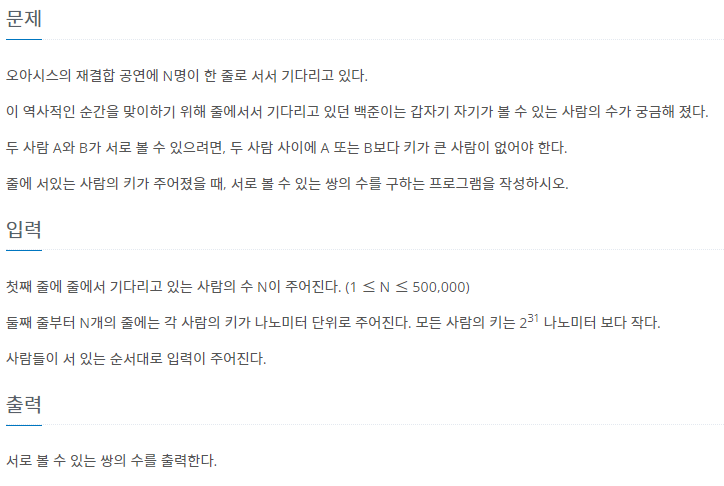 문제
오아시스의 재결합 공연에 N명이 한 줄로 서서 기다리고 있다.
이 역사적인 순간을 맞이하기 위해 줄에서서 기다리고 있던 백준이는 갑자기 자기가 볼 수 있는 사람의 수가 궁금해 졌다.
두 사람 A와 B가 서로 볼 수 있으려면, 두 사람 사이에 A 또는 B보다 키가 큰 사람이 없어야 한다.
줄에 서있는 사람의 키가 주어졌을 때, 서로 볼 수 있는 쌍의 수를 구하는 프로그램을 작성하시오.
입력
첫째 줄에 줄에서 기다리고 있는 사람의 수 N이 주어진다. (1 ≤ N ≤ 500,000)
둘째 줄부터 N개의 줄에는 각 사람의 키가 나노미터 단위로 주어진다. 모든 사람의 키는 2³¹ 나노미터 보다 작다.
사람들이 서 있는 순서대로 입력이 주어진다.
출력
서로 볼 수 있는 쌍의 수를 출력한다.